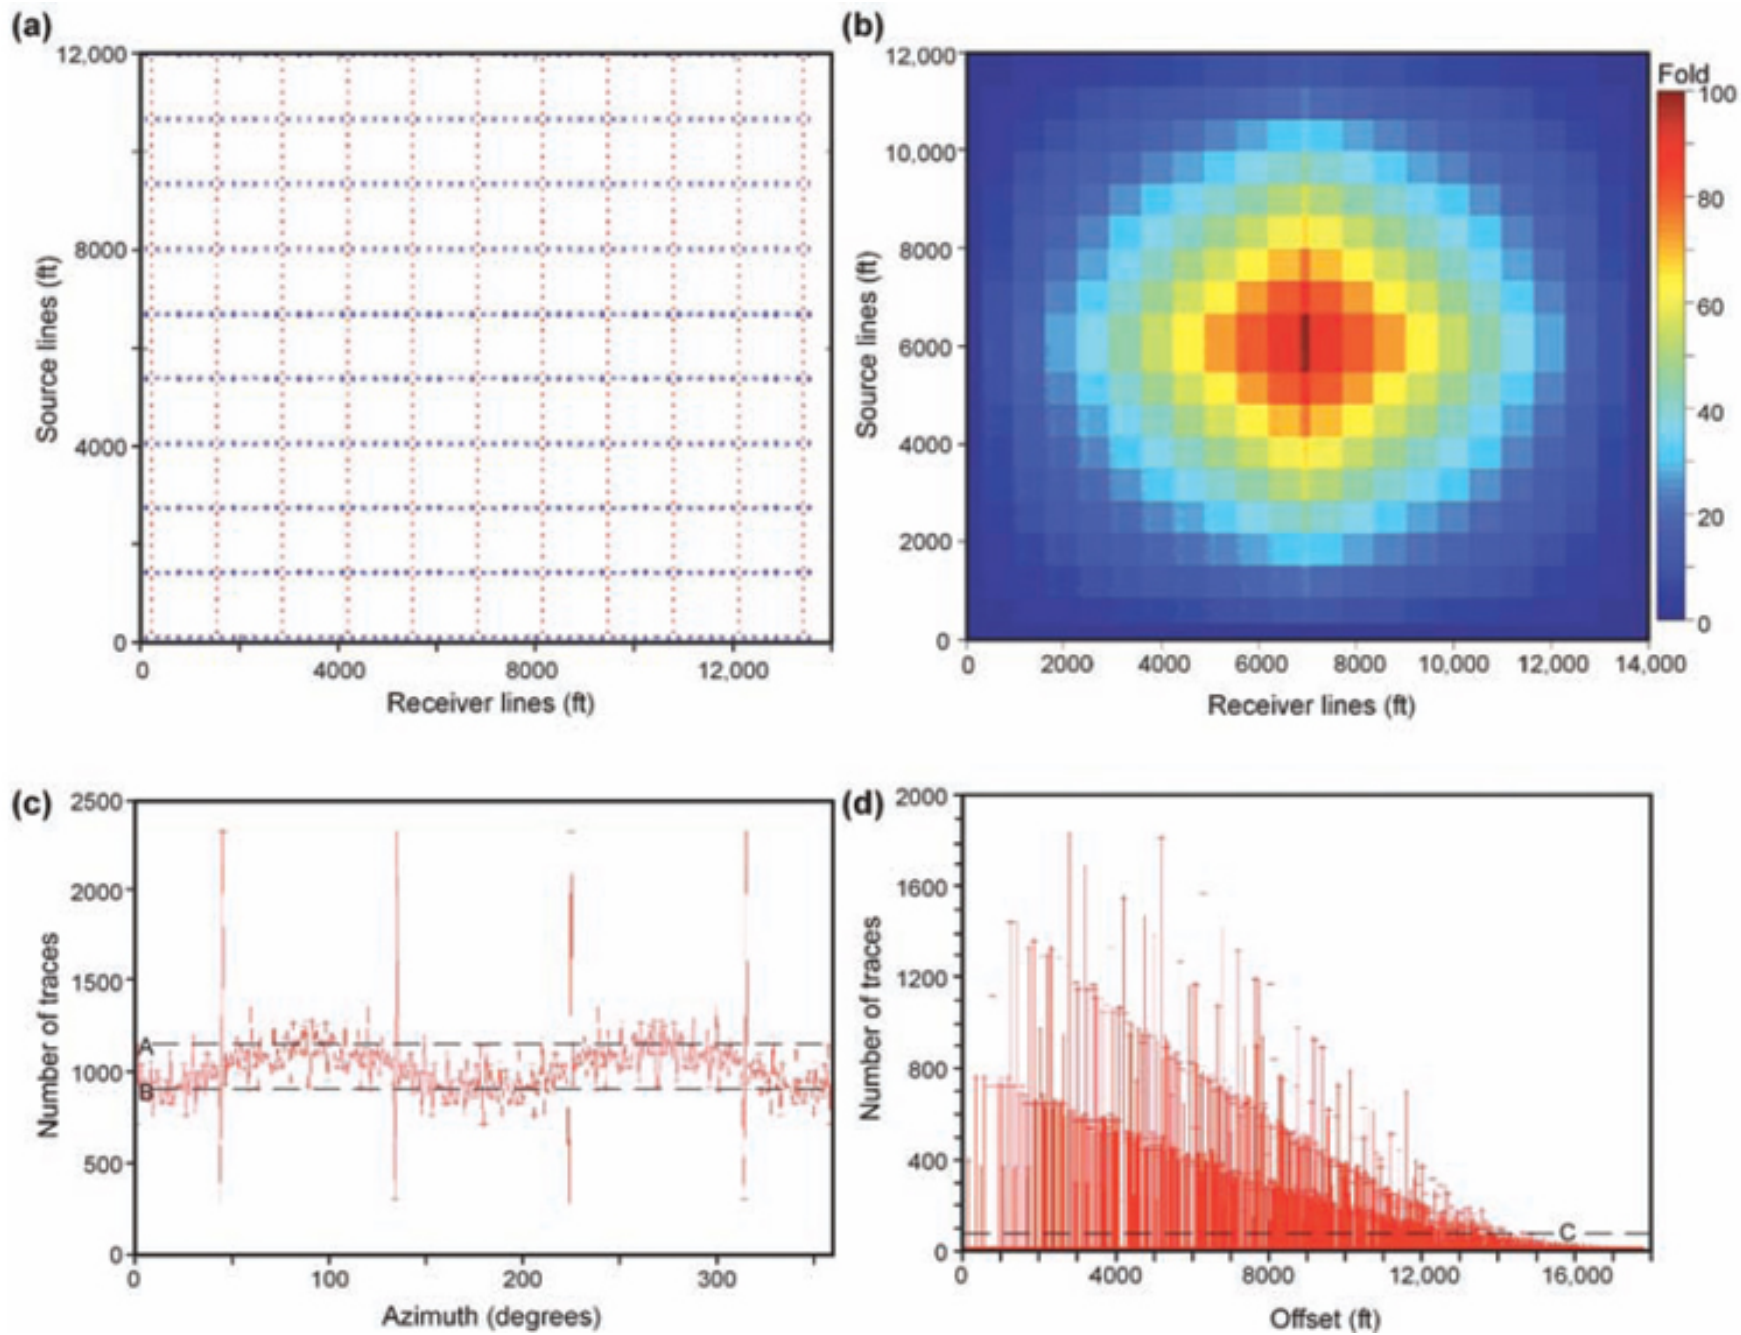 (a)
12,000
8000
4000
0
Source lines (ft)
0 4000 8000 12,000
Receiver lines (ft)
(b)
12,000
10,000
8000
6000
4000
2000
0
Source lines (ft)
0 2000 4000 6000 8000 10,000 12,000 14,000
Receiver lines (ft)
Fold
100
80
60
40
20
0
(c)
2500
2000
1500
1000
500
0
Number of traces
A
B
0 100 200 300
Azimuth (degrees)
(d)
2000
1600
1200
800
400
0
Number of traces
C
0 4000 8000 12,000 16,000
Offset (ft)